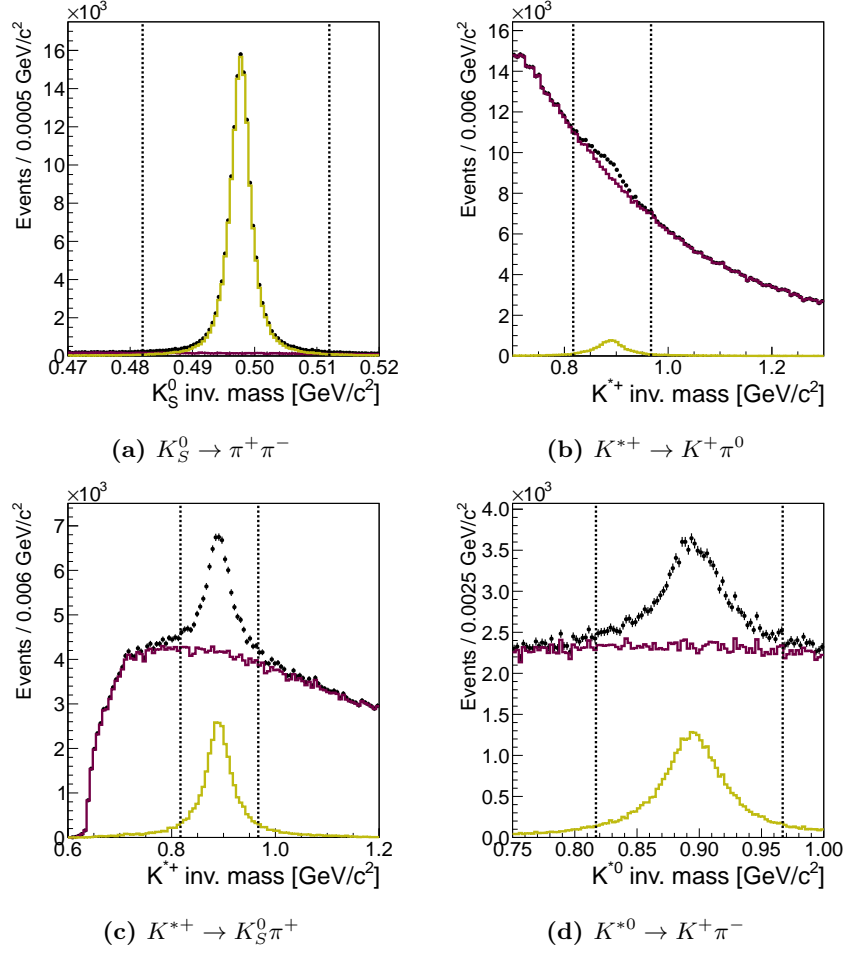 ×10³ ×10³
Events / 0.0005 GeV/c²
16
14
12
10
8
6
4
2
0
0.47 0.48 0.49 0.50 0.51 0.52
K⁰_S inv. mass [GeV/c²]
(a) K⁰_S → π⁺π⁻
Events / 0.006 GeV/c²
16
14
12
10
8
6
4
2
0
0.8 1.0 1.2
K*⁺ inv. mass [GeV/c²]
(b) K*⁺ → K⁺π⁰
×10³ ×10³
Events / 0.006 GeV/c²
7
6
5
4
3
2
1
0
0.6 0.8 1.0 1.2
K*⁺ inv. mass [GeV/c²]
(c) K*⁺ → K⁰_Sπ⁺
Events / 0.0025 GeV/c²
4.0
3.5
3.0
2.5
2.0
1.5
1.0
0.5
0.0
0.75 0.80 0.85 0.90 0.95 1.00
K*⁰ inv. mass [GeV/c²]
(d) K*⁰ → K⁺π⁻